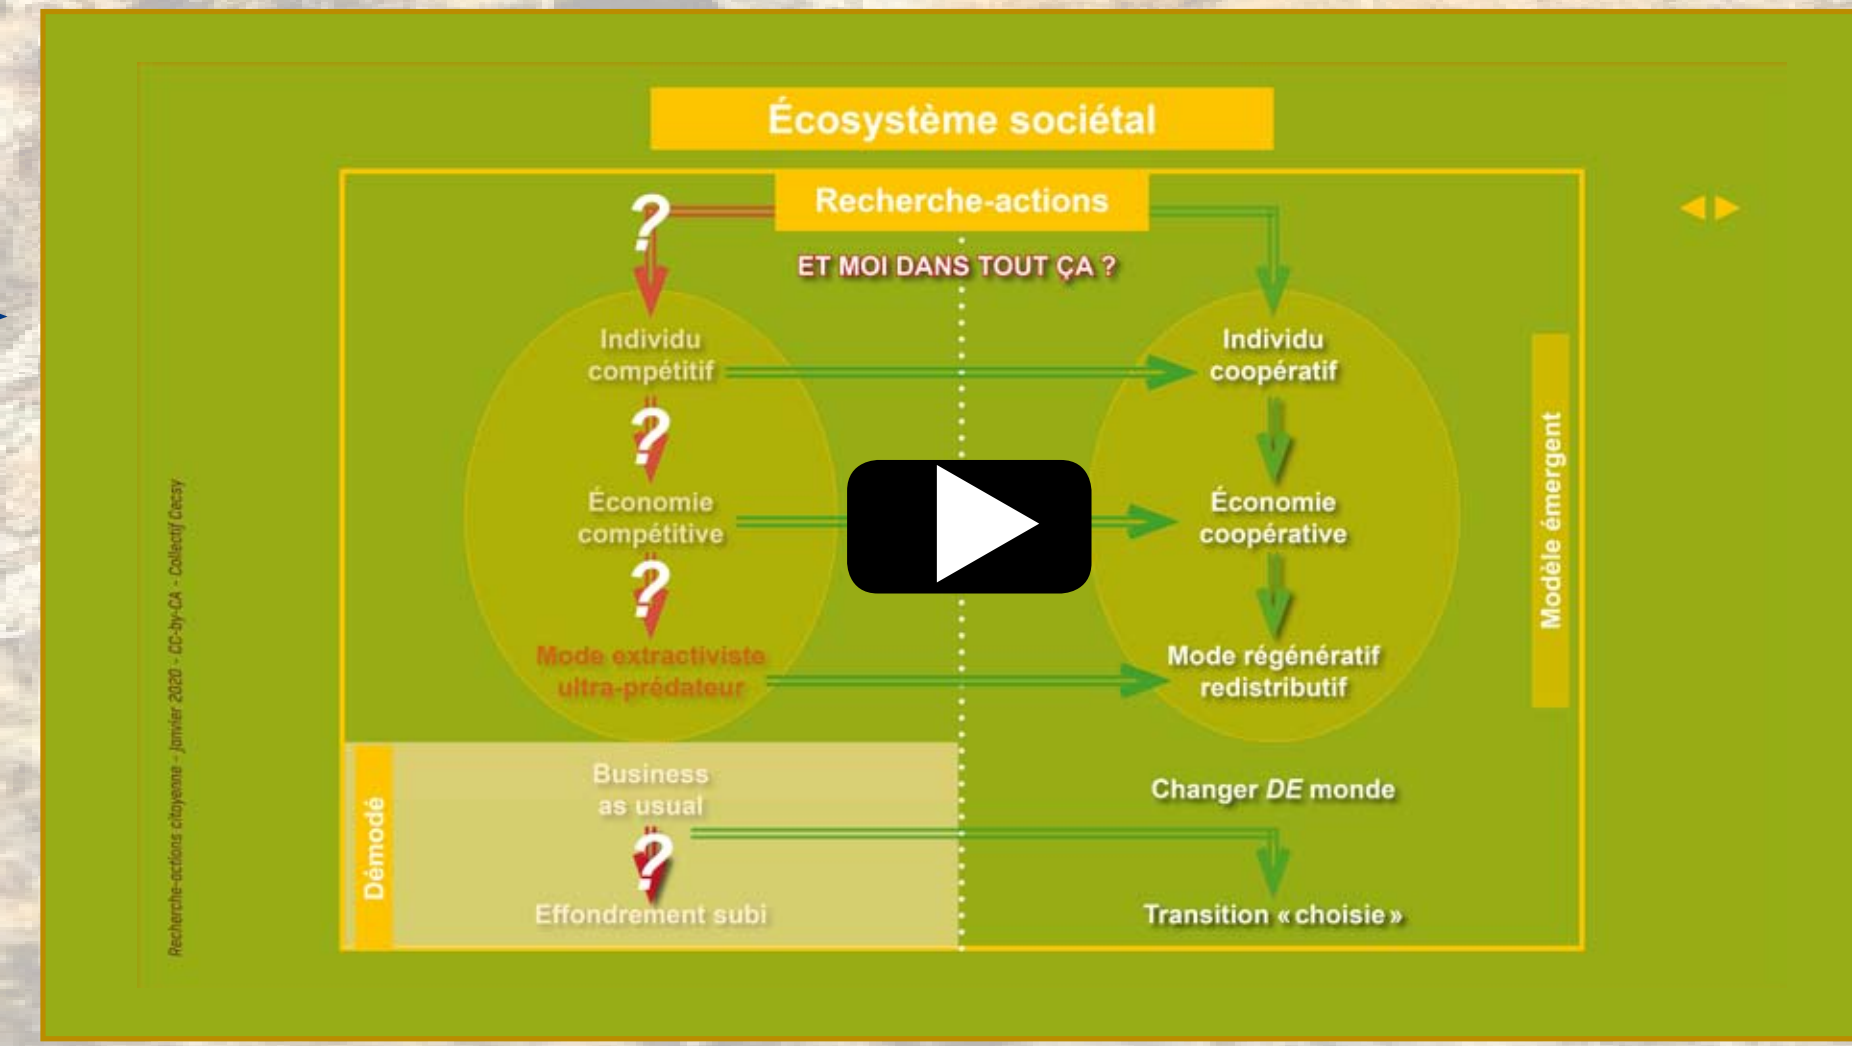 Écosystème sociétal
Recherche-actions
?
ET MOI DANS TOUT ÇA ?
Individu
compétitif
Individu
coopératif
?
Économie
compétitive
Économie
coopérative
?
Mode extractiviste
ultra-prédateur
Mode régénératif
redistributif
Modèle émergent
Démodé
Business
as usual
Changer DE monde
?
Effondrement subi
Transition « choisie »
Recherche-actions citoyenne - Janvier 2020 - CC-by-CA - Collectif Cecsy